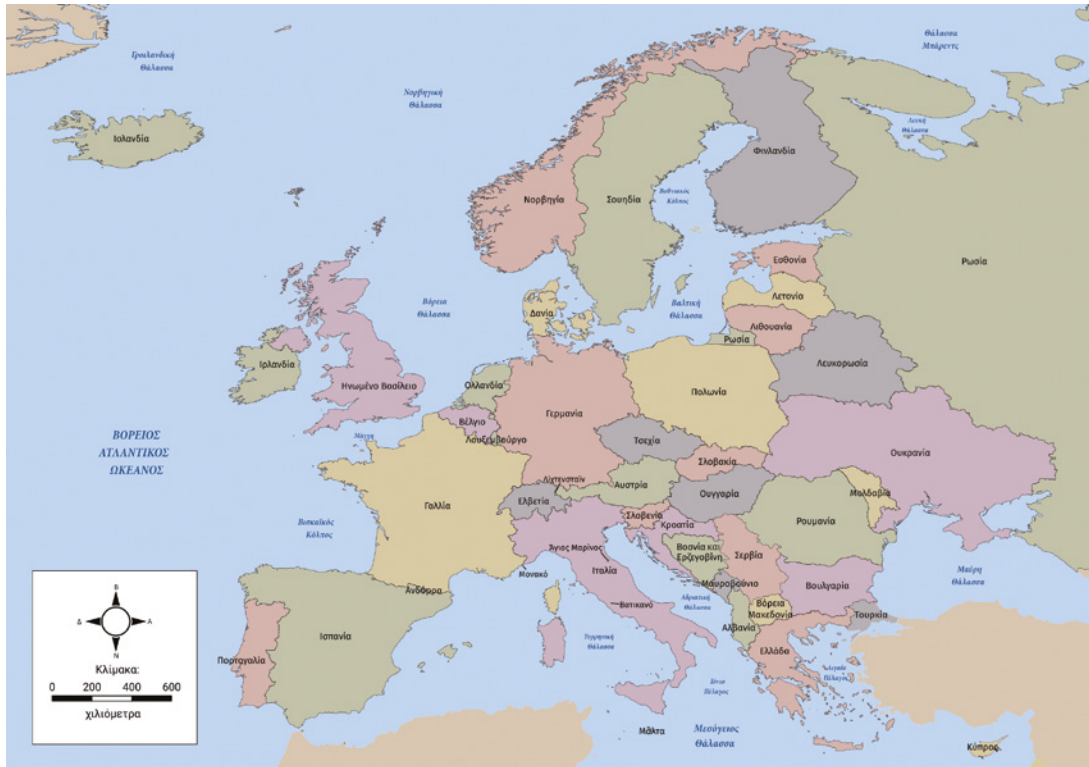 Γροιλανδική
Θάλασσα
Θάλασσα
Μπάρεντς
Νορβηγική
Θάλασσα
Ισλανδία
Λευκή
Θάλασσα
Φινλανδία
Νορβηγία
Σουηδία
Βοθνιακός
Κόλπος
Εσθονία
Ρωσία
Βόρεια
Θάλασσα
Δανία
Βαλτική
Θάλασσα
Λετονία
Λιθουανία
Ρωσία
Λευκορωσία
Ιρλανδία
Ηνωμένο Βασίλειο
Ολλανδία
Γερμανία
Πολωνία
Βέλγιο
Λουξεμβούργο
Μάγχη
ΒΟΡΕΙΟΣ
ΑΤΛΑΝΤΙΚΟΣ
ΩΚΕΑΝΟΣ
Τσεχία
Σλοβακία
Ουκρανία
Λίχτενσταϊν
Αυστρία
Ελβετία
Ουγγαρία
Μολδαβία
Γαλλία
Σλοβενία
Κροατία
Ρουμανία
Βισκαϊκός
Κόλπος
Άγιος Μαρίνος
Βοσνία και
Ερζεγοβίνη
Σερβία
Μονακό
Ιταλία
Μαυροβούνιο
Βουλγαρία
Μαύρη
Θάλασσα
Ανδόρρα
Βατικανό
Αδριατική
Θάλασσα
Βόρεια
Μακεδονία
Τουρκία
Αλβανία
Ισπανία
Πορτογαλία
Τυρρηνική
Θάλασσα
Ελλάδα
Αιγαίο
Πέλαγος
Ιόνιο
Πέλαγος
Μάλτα
Μεσόγειος
Θάλασσα
Κύπρος
Β
Δ
Α
Ν
Κλίμακα:
0 200 400 600
χιλιόμετρα